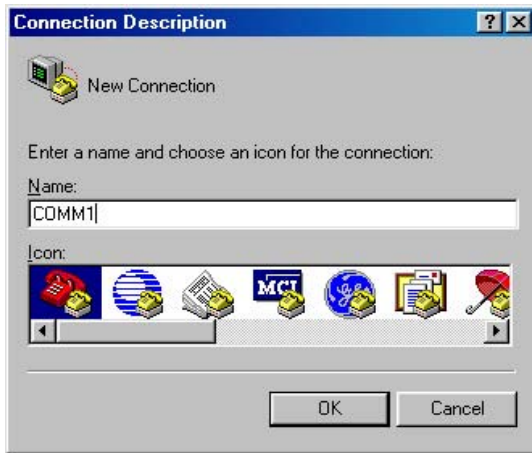 Connection Description
New Connection
Enter a name and choose an icon for the connection:
Name:
COMM1
Icon:
MCI
OK
Cancel